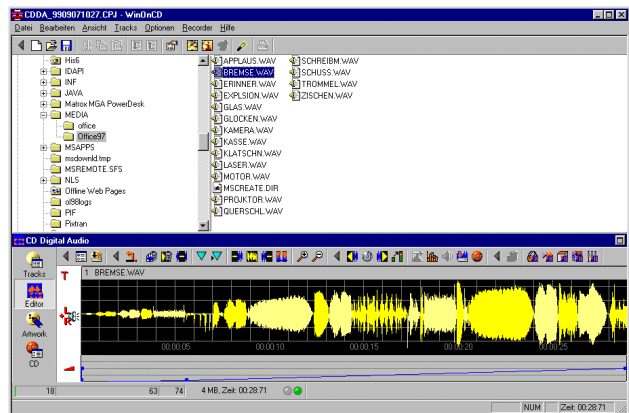 CDDA_9909071027.CPJ - WinOnCD
Datei Bearbeiten Ansicht Tracks Optionen Recorder Hilfe
His6
IDAPI
INF
JAVA
Matrox MGA PowerDesk
MEDIA
office
Office97
MSAPPS
msdownld.tmp
MSREMOTE.SFS
NLS
Offline Web Pages
ol98logs
PIF
Pixtran
APPLAUS.WAV
BREMSE.WAV
ERINNER.WAV
EXPLSION.WAV
GLAS.WAV
GLOCKEN.WAV
KAMERA.WAV
KASSE.WAV
KLATSCHN.WAV
LASER.WAV
MOTOR.WAV
MSCREATE.DIR
PROJKTOR.WAV
QUERSCHL.WAV
SCHREIBM.WAV
SCHUSS.WAV
TROMMEL.WAV
ZISCHEN.WAV
CD Digital Audio
Tracks
Editor
Artwork
CD
T
1 BREMSE.WAV
L
R
00:00:05 00:00:10 00:00:15 00:00:20 00:00:25
18 63 74 4 MB, Zeit: 00:28:71
NUM Zeit: 00:28:71